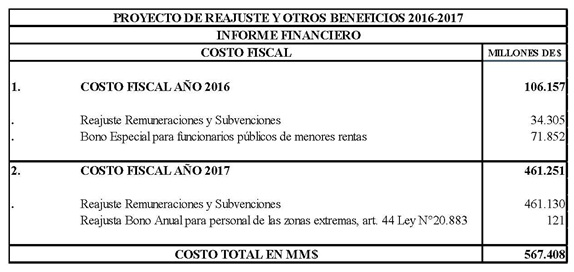 PROYECTO DE REAJUSTE Y OTROS BENEFICIOS 2016-2017
INFORME FINANCIERO
COSTO FISCAL MILLONES DE $
1. COSTO FISCAL AÑO 2016 106.157
. Reajuste Remuneraciones y Subvenciones 34.305
. Bono Especial para funcionarios públicos de menores rentas 71.852
2. COSTO FISCAL AÑO 2017 461.251
. Reajuste Remuneraciones y Subvenciones 461.130
Reajusta Bono Anual para personal de las zonas extremas, art. 44 Ley N°20.883 121
COSTO TOTAL EN MM$ 567.408